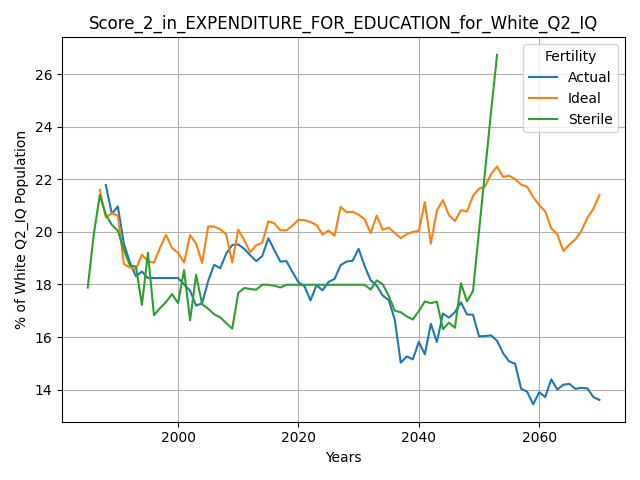 Score_2_in_EXPENDITURE_FOR_EDUCATION_for_White_Q2_IQ
Fertility
Actual
Ideal
Sterile
% of White Q2_IQ Population
26
24
22
20
18
16
14
2000
2020
2040
2060
Years